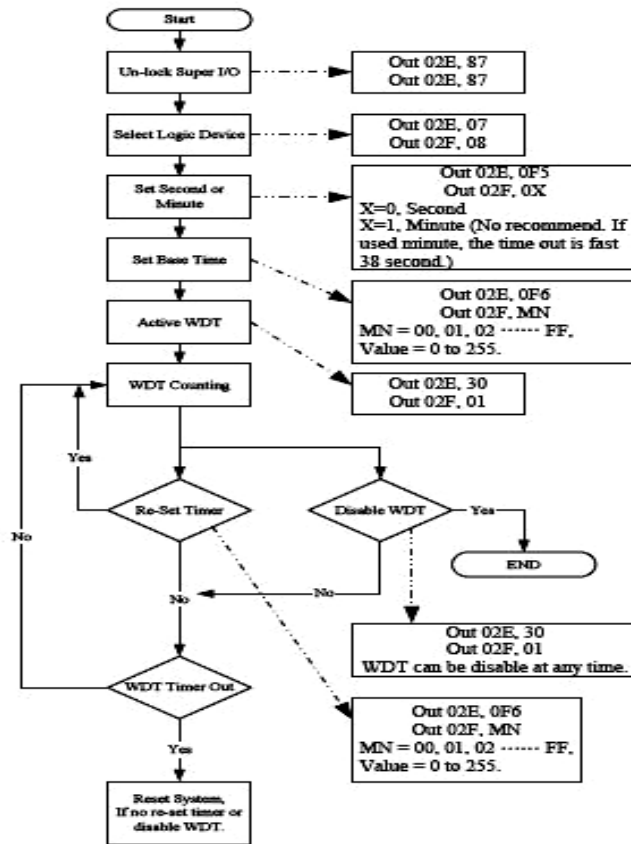 Start
Un-lock Super I/O
Out 02E, 87
Out 02E, 87
Select Logic Device
Out 02E, 07
Out 02F, 08
Set Second or
Minute
Out 02E, 0F5
Out 02F, 0X
X=0, Second
X=1, Minute (No recommend. If
used minute, the time out is fast
38 second.)
Set Base Time
Out 02E, 0F6
Out 02F, MN
MN = 00, 01, 02 ------ FF,
Value = 0 to 255.
Active WDT
Out 02E, 30
Out 02F, 01
WDT Counting
Yes
No
Re-Set Timer
Disable WDT
Yes
END
No
No
Out 02E, 30
Out 02F, 01
WDT can be disable at any time.
WDT Timer Out
Out 02E, 0F6
Out 02F, MN
MN = 00, 01, 02 ------ FF,
Value = 0 to 255.
Yes
Reset System,
If no re-set timer or
disable WDT.